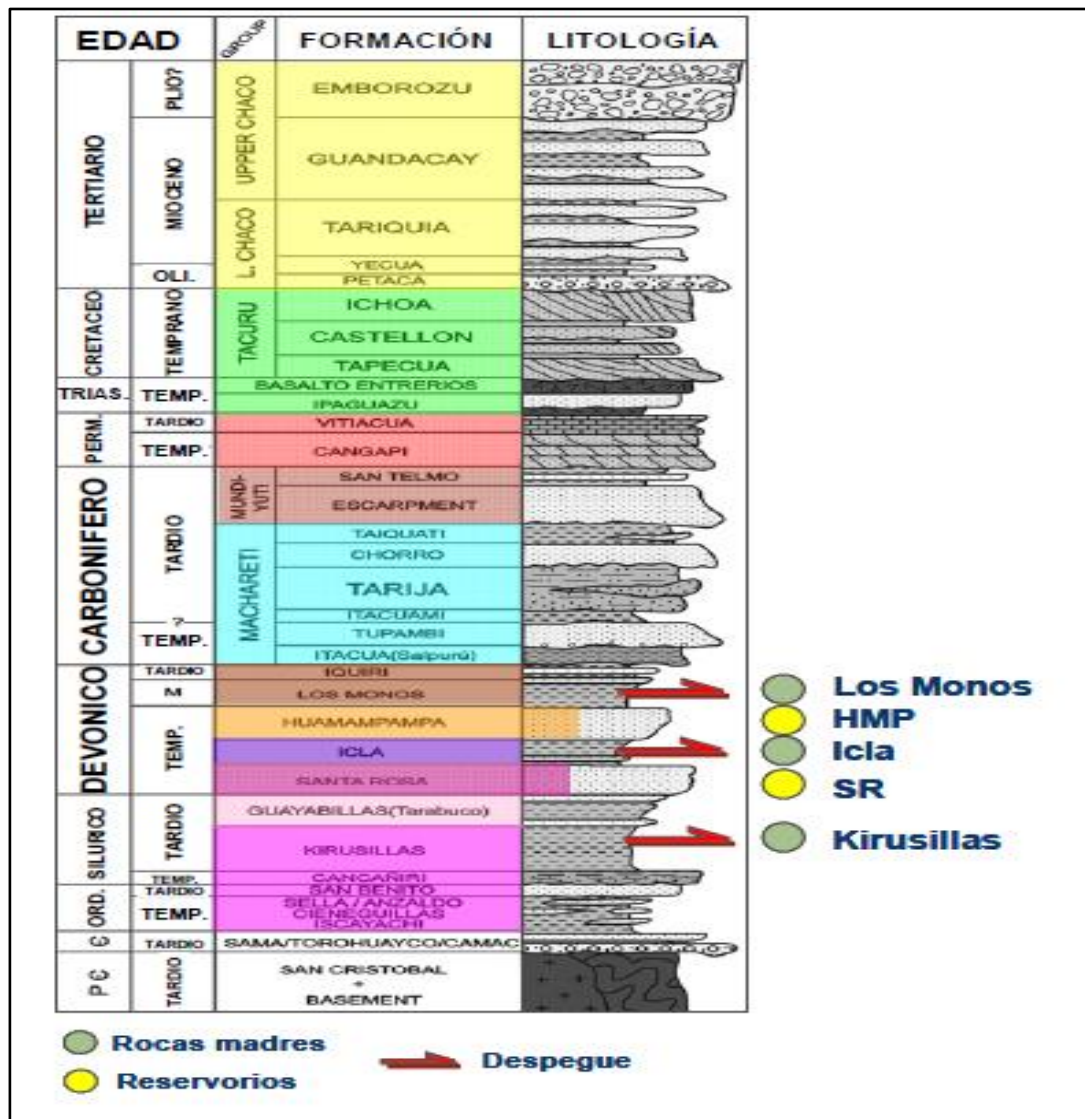 EDAD GROUP FORMACIÓN LITOLOGÍA
TERTIARIO
PLIO?
MIOCENO
OLI.
UPPER CHACO
L. CHACO
EMBOROZU
GUANDACAY
TARIQUIA
YECUA
PETACA
CRETACEO
TEMPRANO
TACURU
ICHOA
CASTELLON
TAPECUA
TRIAS.
TEMP.
BASALTO ENTRERIOS
IPAGUAZU
PERM.
TARDIO
VITIACUA
TEMP.
CANGAPI
CARBONIFERO
TARDIO
?
TEMP.
MUNDI-
YUTI
SAN TELMO
ESCARPMENT
MACHARETI
TAIQUATI
CHORRO
TARIJA
ITACUAMI
TUPAMBI
ITACUA(Saipurú)
DEVONICO
TARDIO
IQUIRI
M
LOS MONOS
TEMP.
HUAMAMPAMPA
ICLA
SANTA ROSA
Los Monos
HMP
Icla
SR
Kirusillas
SILURICO
TARDIO
GUAYABILLAS(Tarabuco)
KIRUSILLAS
TEMP.
CANCAÑIRI
ORD.
TARDIO
SAN BENITO
TEMP.
SELLA / ANZALDO
CIENEGUILLAS
ISCAYACHI
Є
TARDIO
SAMA/TOROHUAYCO/CAMAC
P Є
TARDIO
SAN CRISTOBAL
+
BASEMENT
Rocas madres
Reservorios
Despegue